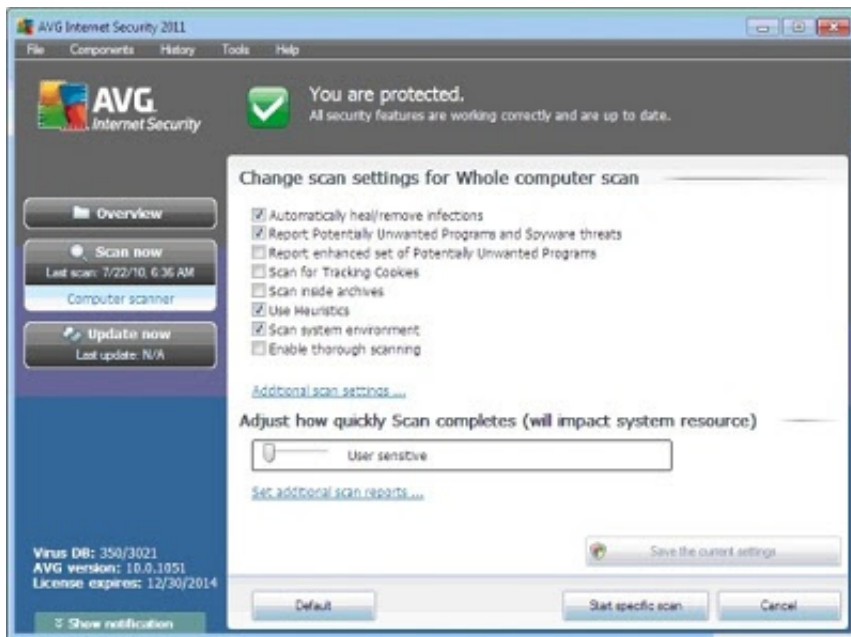 AVG Internet Security 2011
File Components History Tools Help
AVG
Internet Security
You are protected.
All security features are working correctly and are up to date.
Overview
Scan now
Last scan: 7/22/10, 6:36 AM
Computer scanner
Update now
Last update: N/A
Change scan settings for Whole computer scan
Automatically heal/remove infections
Report Potentially Unwanted Programs and Spyware threats
Report enhanced set of Potentially Unwanted Programs
Scan for Tracking Cookies
Scan inside archives
Use Heuristics
Scan system environment
Enable thorough scanning
Additional scan settings ...
Adjust how quickly Scan completes (will impact system resource)
User sensitive
Set additional scan reports ...
Save the current settings
Virus DB: 350/3021
AVG version: 10.0.1051
License expires: 12/30/2014
Show notification
Default Start specific scan Cancel